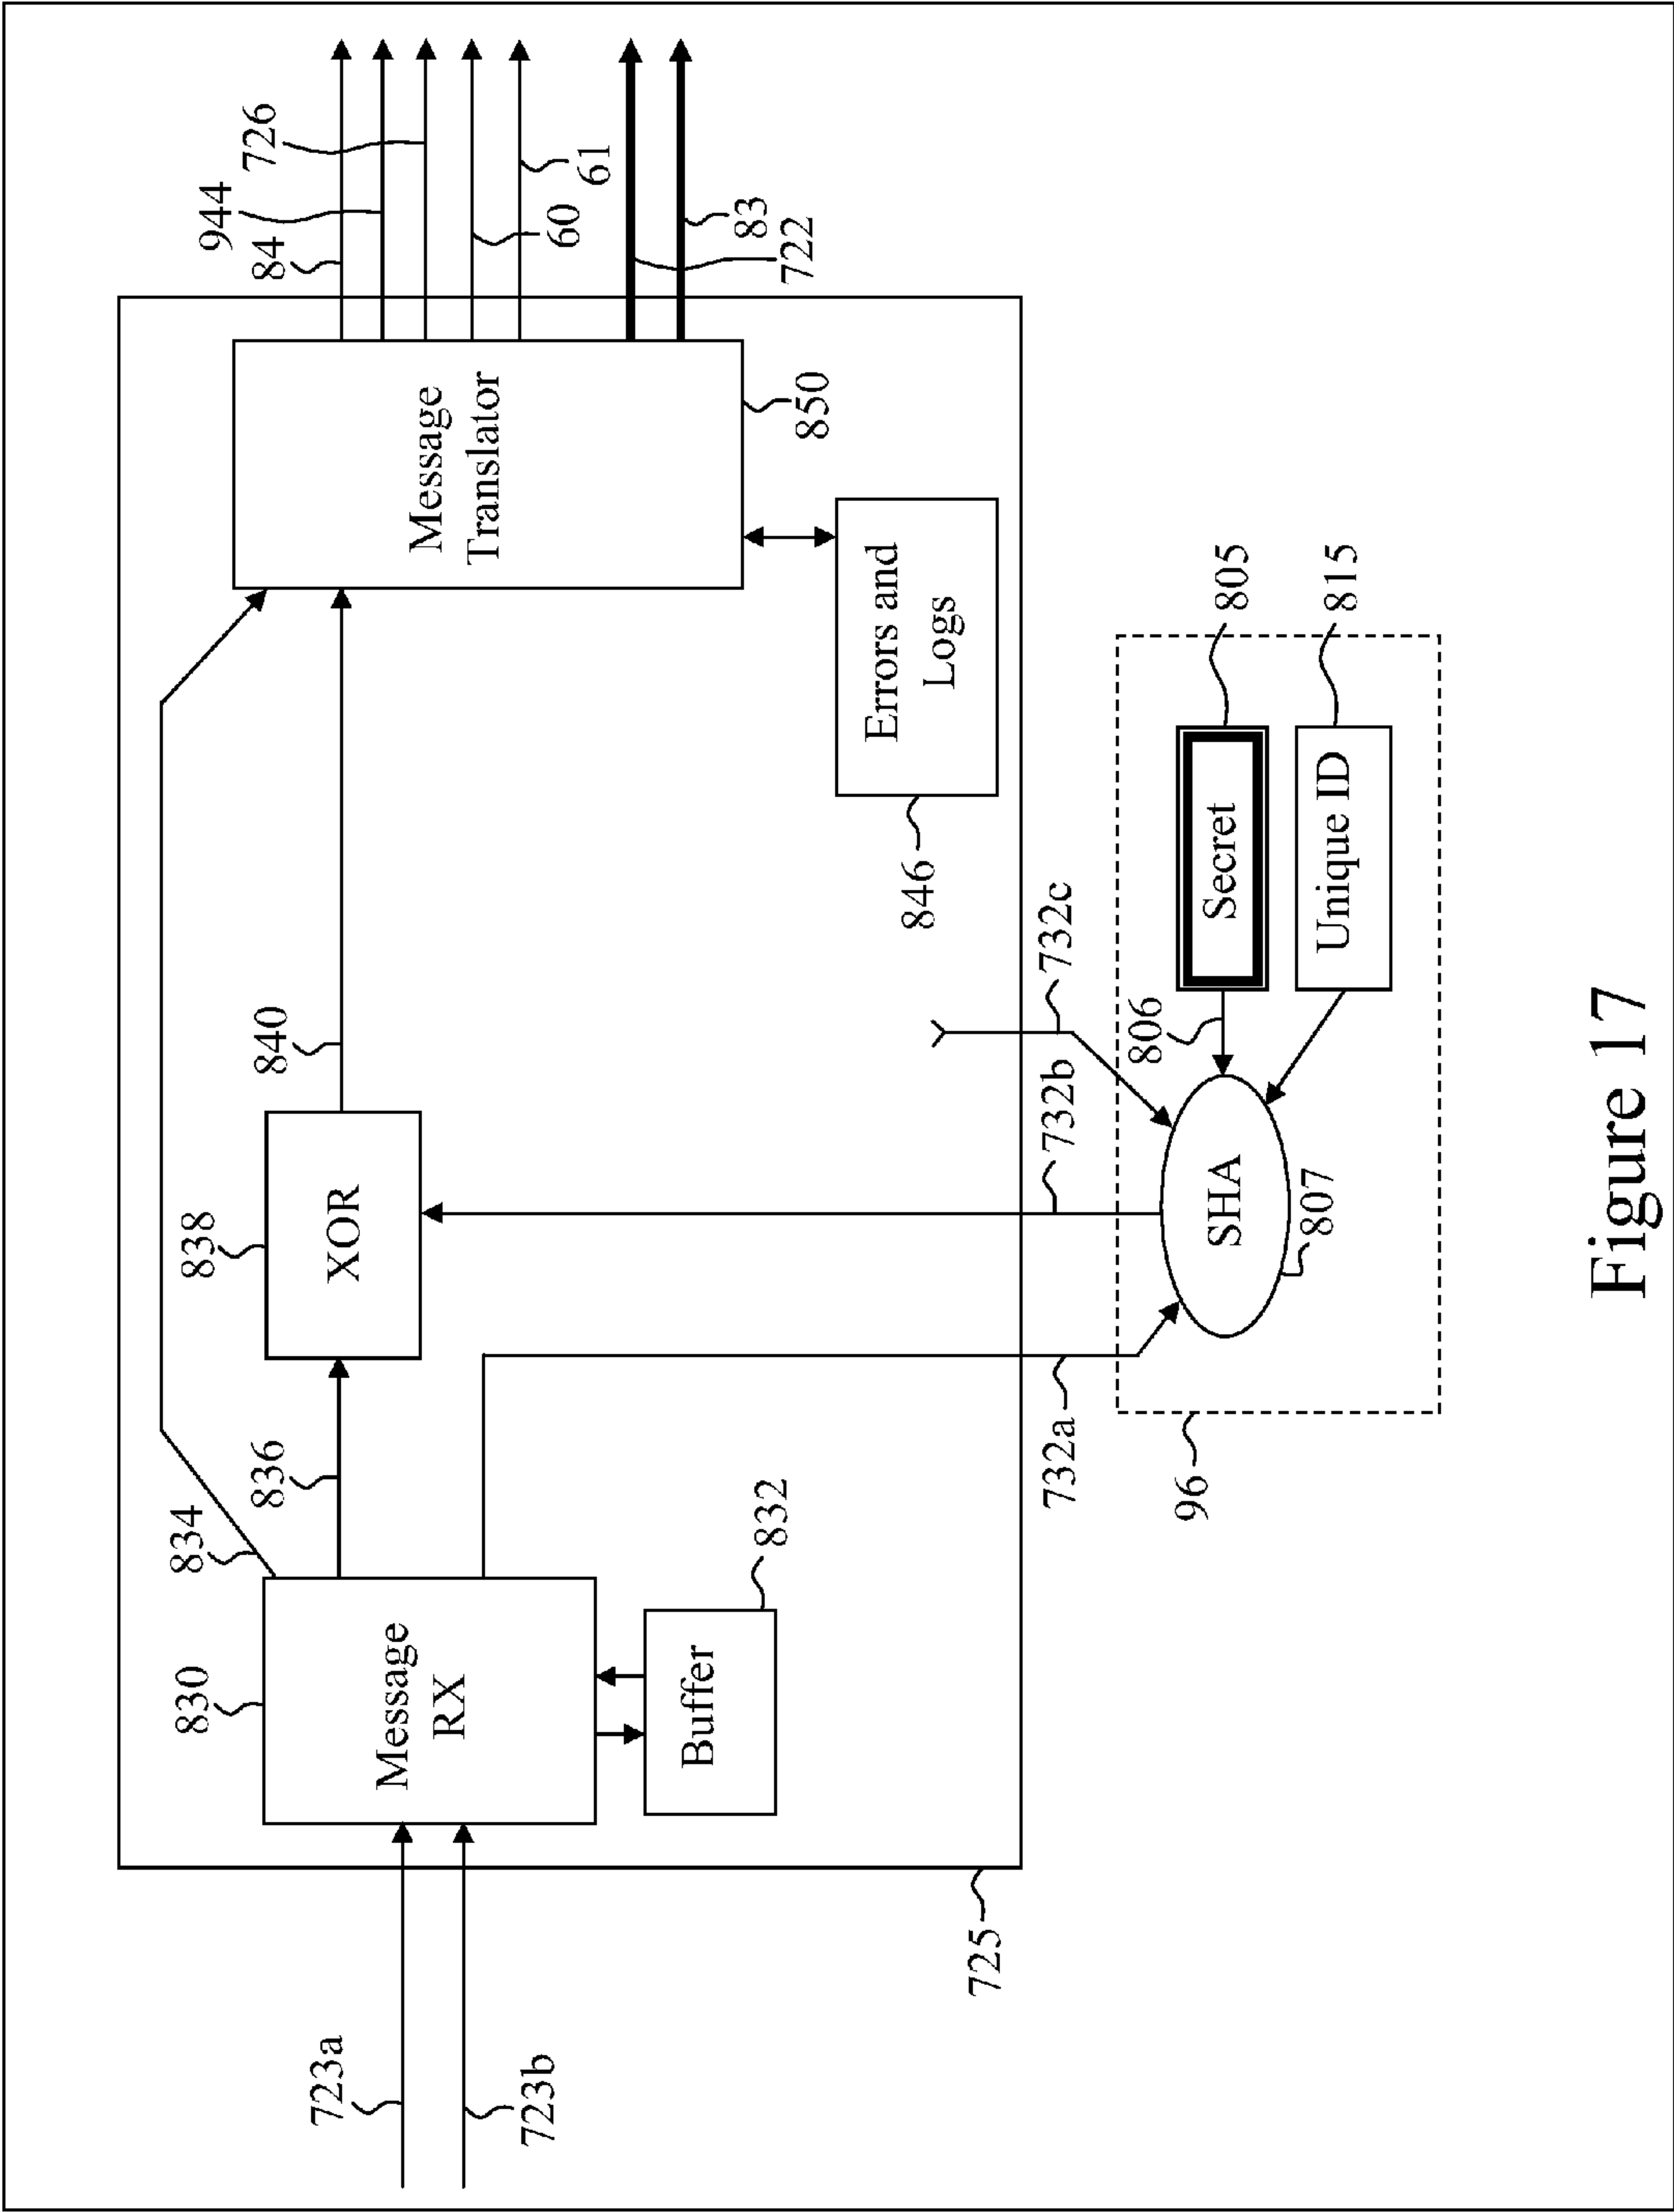 944
726
84
60
61
83
722
Message
Translator
850
834
840
838
XOR
836
830
Message
RX
Buffer
832
723a
723b
725
Errors and
Logs
846
732a
732b
732c
96
806
Secret
805
Unique ID
815
SHA
807
Figure 17